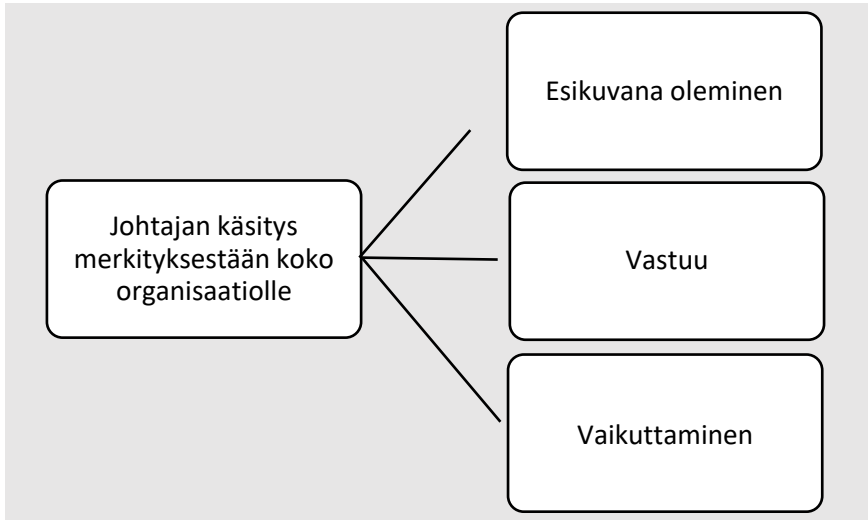 Esikuvana oleminen
Johtajan käsitys
merkityksestään koko
organisaatiolle
Vastuu
Vaikuttaminen